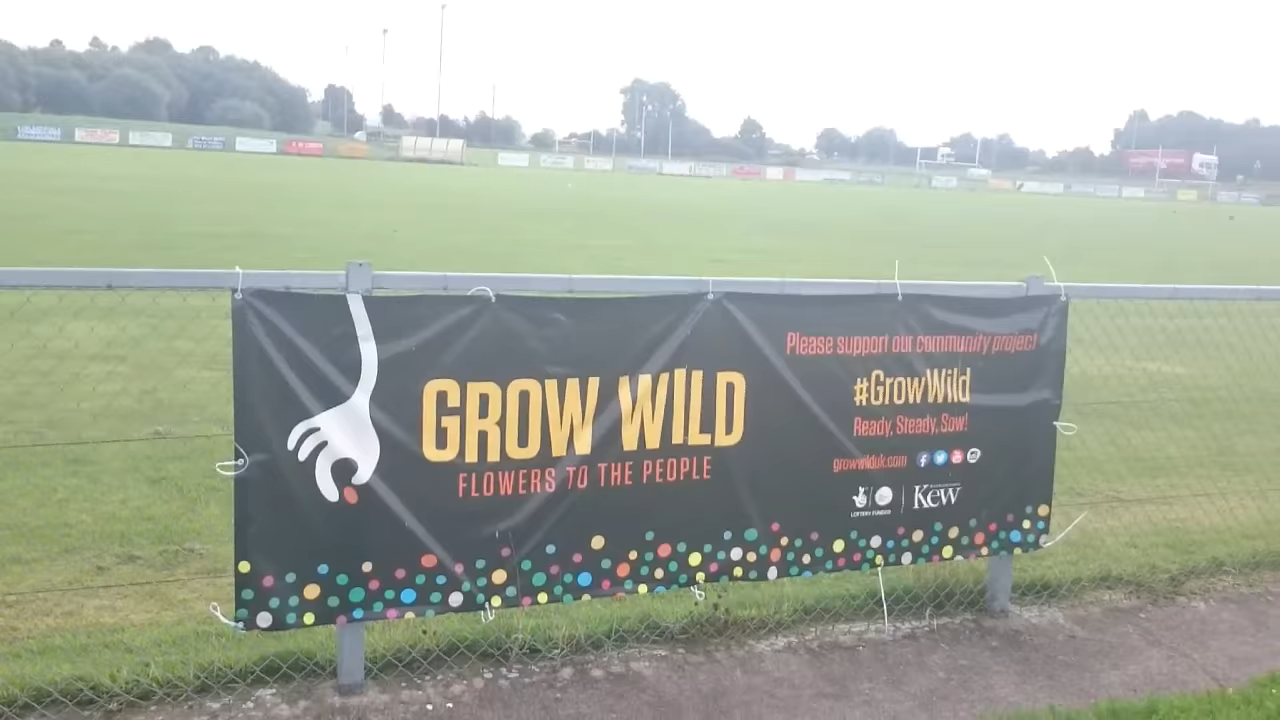 GROW WILD
FLOWERS TO THE PEOPLE
Please support our community project
#GrowWild
Ready, Steady, Sow!
growwilduk.com
LOTTERY FUNDED
Kew